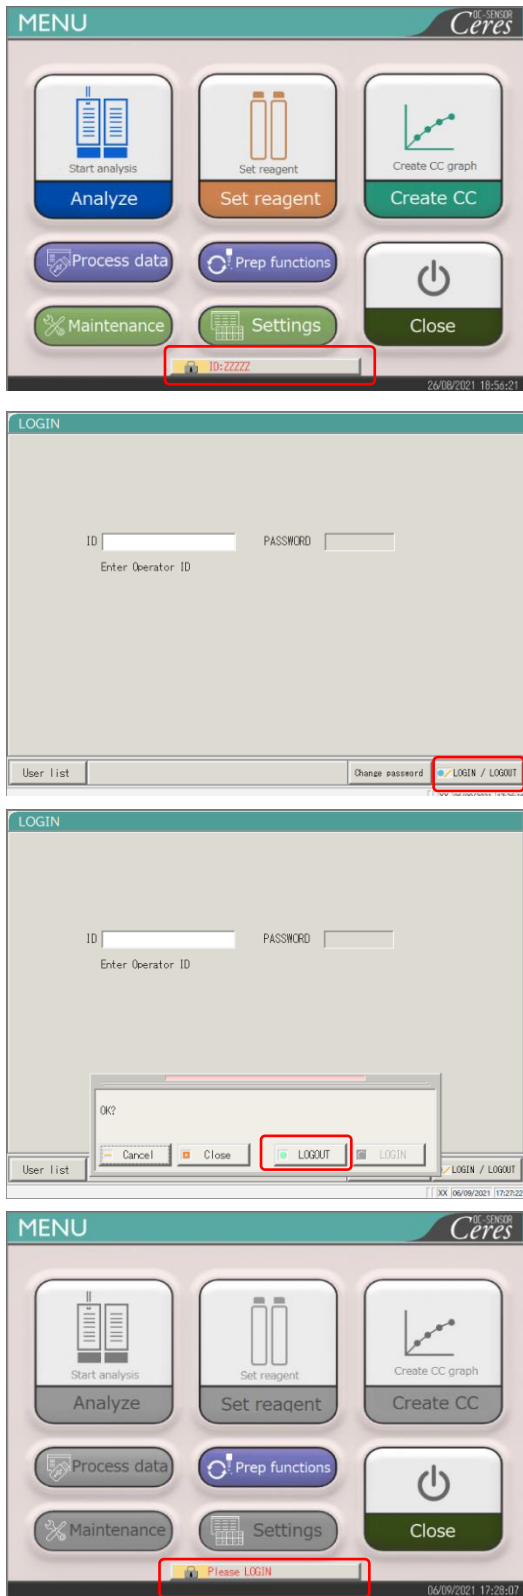 MENU
OC-SENSOR
Ceres
Start analysis
Analyze
Set reagent
Set reagent
Create CC graph
Create CC
Process data
Prep functions
Maintenance
Settings
Close
ID:ZZZZZ
26/08/2021 18:56:21
LOGIN
ID
PASSWORD
Enter Operator ID
User list
Change password
LOGIN / LOGOUT
LOGIN
ID
PASSWORD
Enter Operator ID
OK?
Cancel
Close
LOGOUT
LOGIN
User list
LOGIN / LOGOUT
XX 06/09/2021 17:27:22
MENU
OC-SENSOR
Ceres
Start analysis
Analyze
Set reagent
Set reagent
Create CC graph
Create CC
Process data
Prep functions
Maintenance
Settings
Close
Please LOGIN
06/09/2021 17:28:07